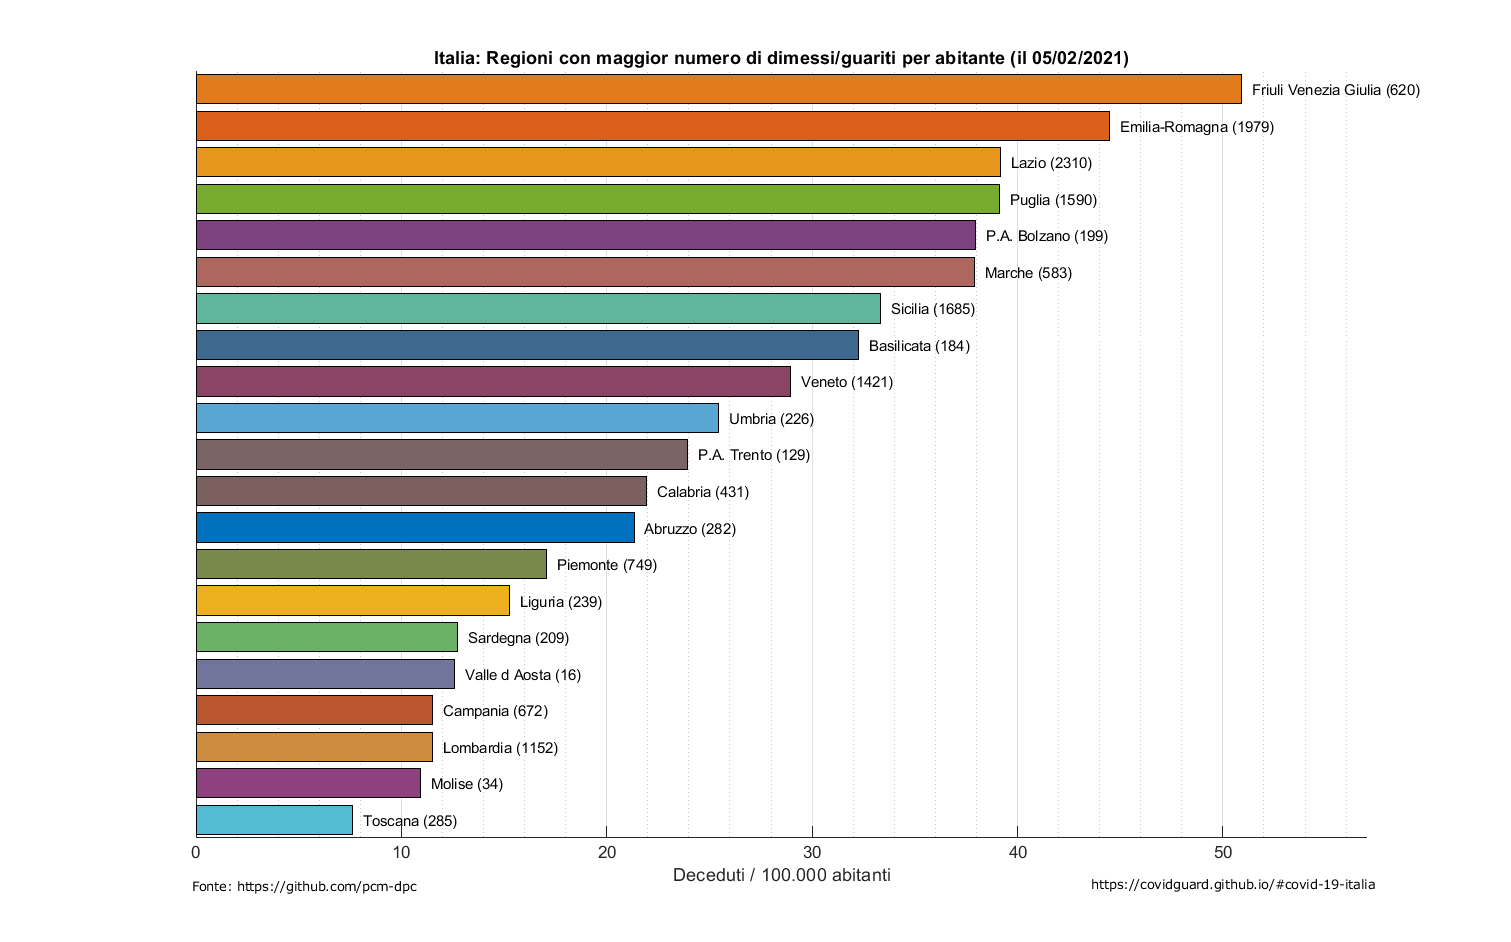 Italia: Regioni con maggior numero di dimessi/guariti per abitante (il 05/02/2021)
Friuli Venezia Giulia (620)
Emilia-Romagna (1979)
Lazio (2310)
Puglia (1590)
P.A. Bolzano (199)
Marche (583)
Sicilia (1685)
Basilicata (184)
Veneto (1421)
Umbria (226)
P.A. Trento (129)
Calabria (431)
Abruzzo (282)
Piemonte (749)
Liguria (239)
Sardegna (209)
Valle d Aosta (16)
Campania (672)
Lombardia (1152)
Molise (34)
Toscana (285)
0 10 20 30 40 50
Deceduti / 100.000 abitanti
Fonte: https://github.com/pcm-dpc
https://covidguard.github.io/#covid-19-italia